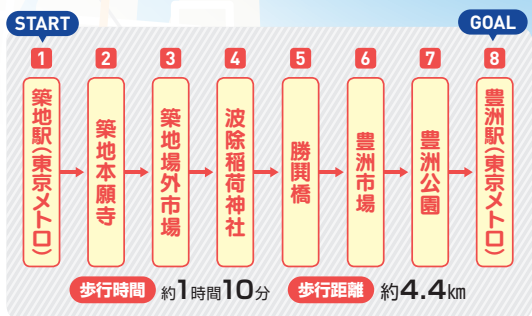 START
GOAL
1
築地駅(東京メトロ)
2
築地本願寺
3
築地場外市場
4
波除稲荷神社
5
勝鬨橋
6
豊洲市場
7
豊洲公園
8
豊洲駅(東京メトロ)
歩行時間 約1時間10分 歩行距離 約4.4km